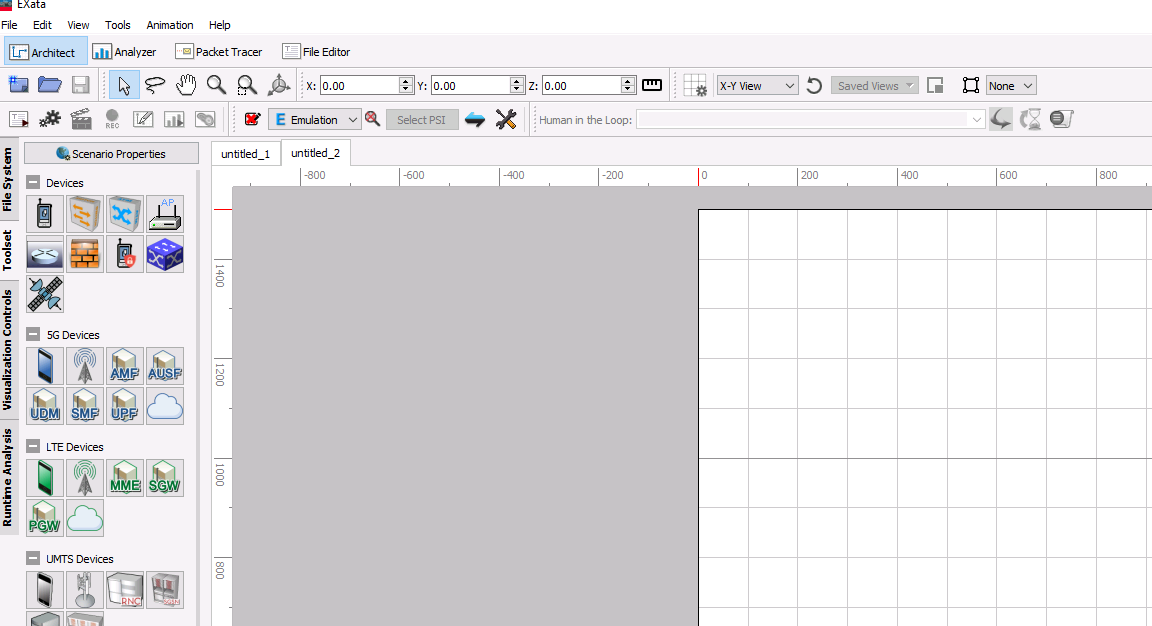 EXata
File Edit View Tools Animation Help
Architect Analyzer Packet Tracer File Editor
X: 0.00 Y: 0.00 Z: 0.00 X-Y View Saved Views None
REC E Emulation Select PSI Human in the Loop:
File System
Toolset
Visualization Controls
Runtime Analysis
Scenario Properties
Devices
AP
5G Devices
AMF AUSF
UDM SMF UPF
LTE Devices
MME SGW
PGW
UMTS Devices
RNC
untitled_1 untitled_2
-800 -600 -400 -200 0 200 400 600 800
1400
1200
1000
800